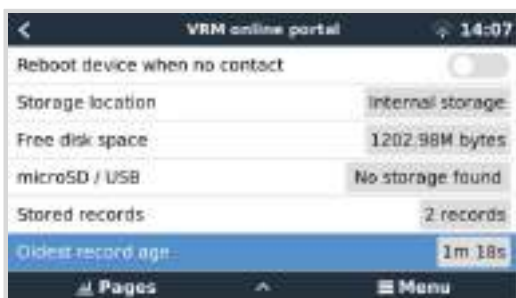 VRM online portal 14:07
Reboot device when no contact
Storage location Internal storage
Free disk space 1202.98M bytes
microSD / USB No storage found
Stored records 2 records
Oldest record age 1m 18s
Pages Menu